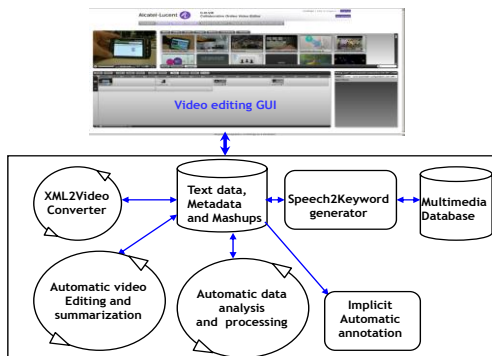 Alcatel-Lucent
Collaborative Online Video Editor
Video editing GUI
XML2Video
Converter
Text data,
Metadata
and Mashups
Speech2Keyword
generator
Multimedia
Database
Automatic video
Editing and
summarization
Automatic data
analysis
and processing
Implicit
Automatic
annotation